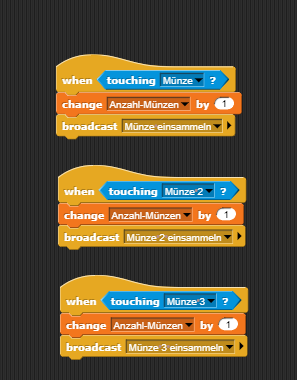 when touching Münze ?
change Anzahl-Münzen by 1
broadcast Münze einsammeln
when touching Münze 2 ?
change Anzahl-Münzen by 1
broadcast Münze 2 einsammeln
when touching Münze 3 ?
change Anzahl-Münzen by 1
broadcast Münze 3 einsammeln